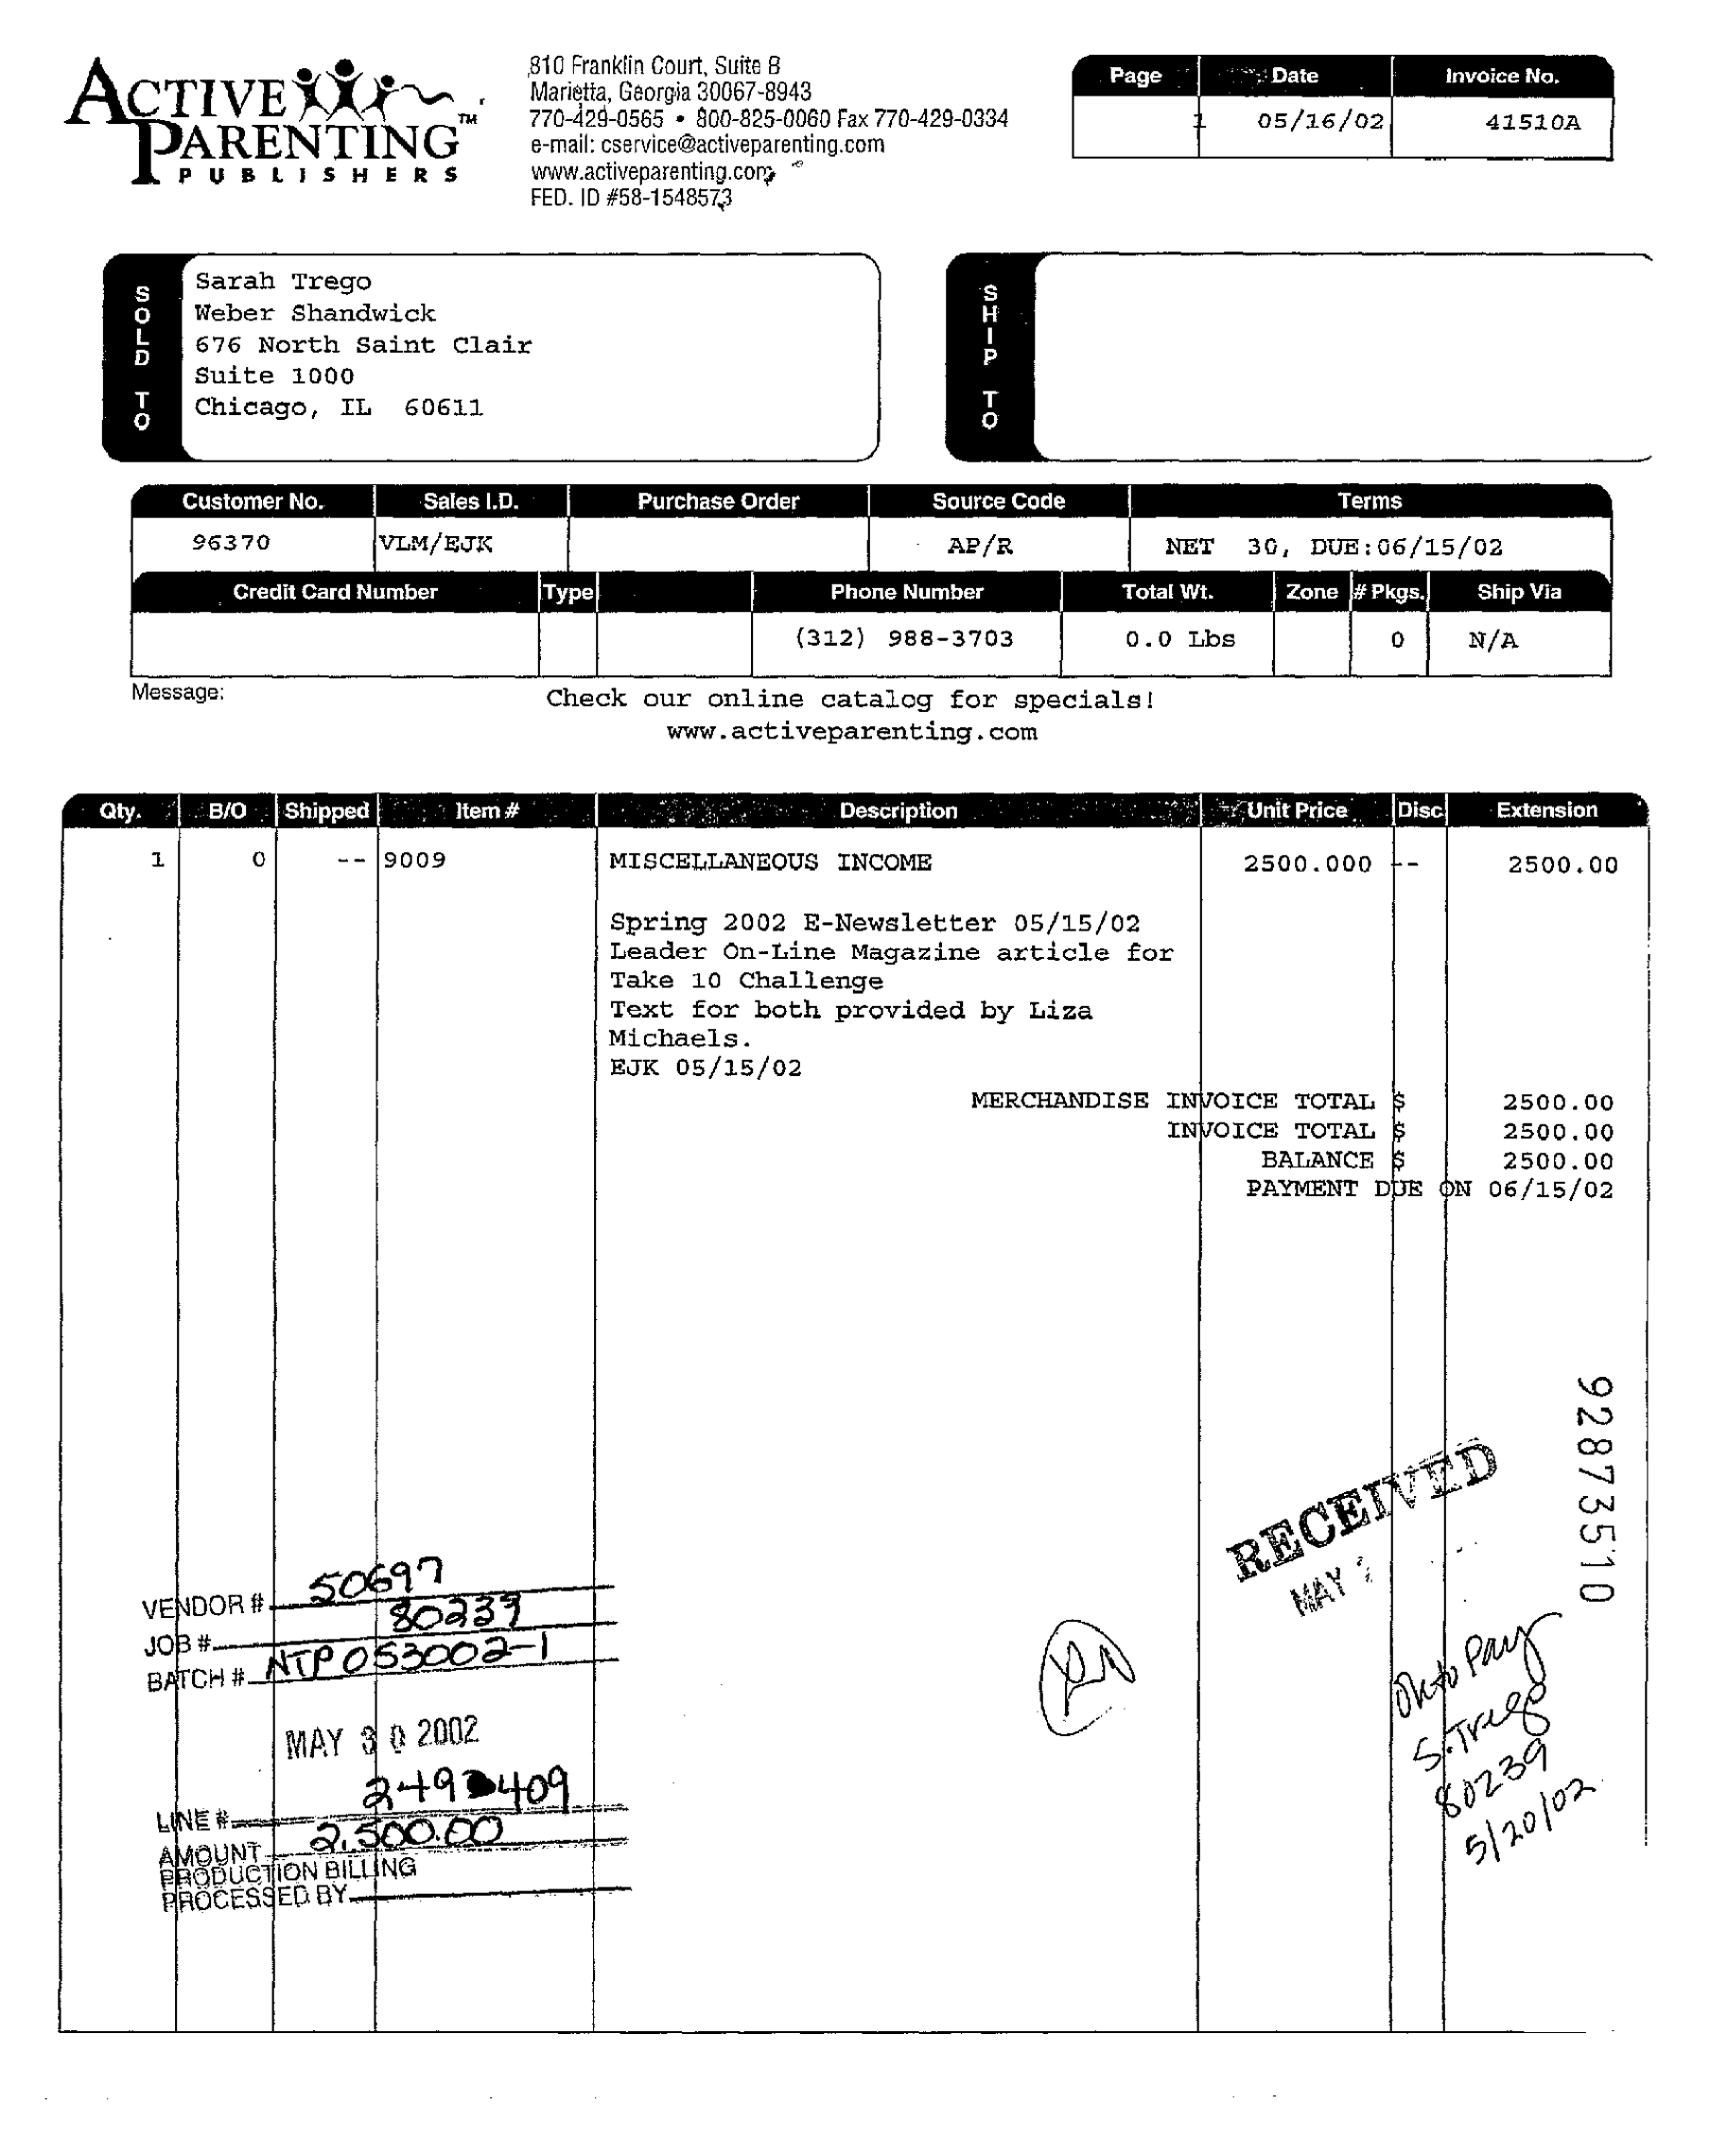 ACTIVE
PARENTING™
PUBLISHERS
810 Franklin Court, Suite B
Marietta, Georgia 30067-8943
770-429-0565 • 800-825-0060 Fax 770-429-0334
e-mail: cservice@activeparenting.com
www.activeparenting.com
FED. ID #58-1548573
Page Date Invoice No.
1 05/16/02 41510A
SOLD TO
Sarah Trego
Weber Shandwick
676 North Saint Clair
Suite 1000
Chicago, IL 60611
SHIP TO
Customer No. Sales I.D. Purchase Order Source Code Terms
96370 VLM/EJK AP/R NET 30, DUE:06/15/02
Credit Card Number Type Phone Number Total Wt. Zone # Pkgs. Ship Via
(312) 988-3703 0.0 Lbs 0 N/A
Message: Check our online catalog for specials!
www.activeparenting.com
Qty. B/O Shipped Item # Description Unit Price Disc Extension
1 0 -- 9009 MISCELLANEOUS INCOME 2500.000 -- 2500.00
Spring 2002 E-Newsletter 05/15/02
Leader On-Line Magazine article for
Take 10 Challenge
Text for both provided by Liza
Michaels.
EJK 05/15/02
MERCHANDISE INVOICE TOTAL $ 2500.00
INVOICE TOTAL $ 2500.00
BALANCE $ 2500.00
PAYMENT DUE ON 06/15/02
92873510
RECEIVED
MAY
VENDOR # 50697
JOB # 80239
BATCH # NTP053002-1
MAY 30 2002
LINE # 2-49 409
AMOUNT 2,500.00
PRODUCTION BILLING
PROCESSED BY
Ok to Pay
S. Trego
80239
5/20/02